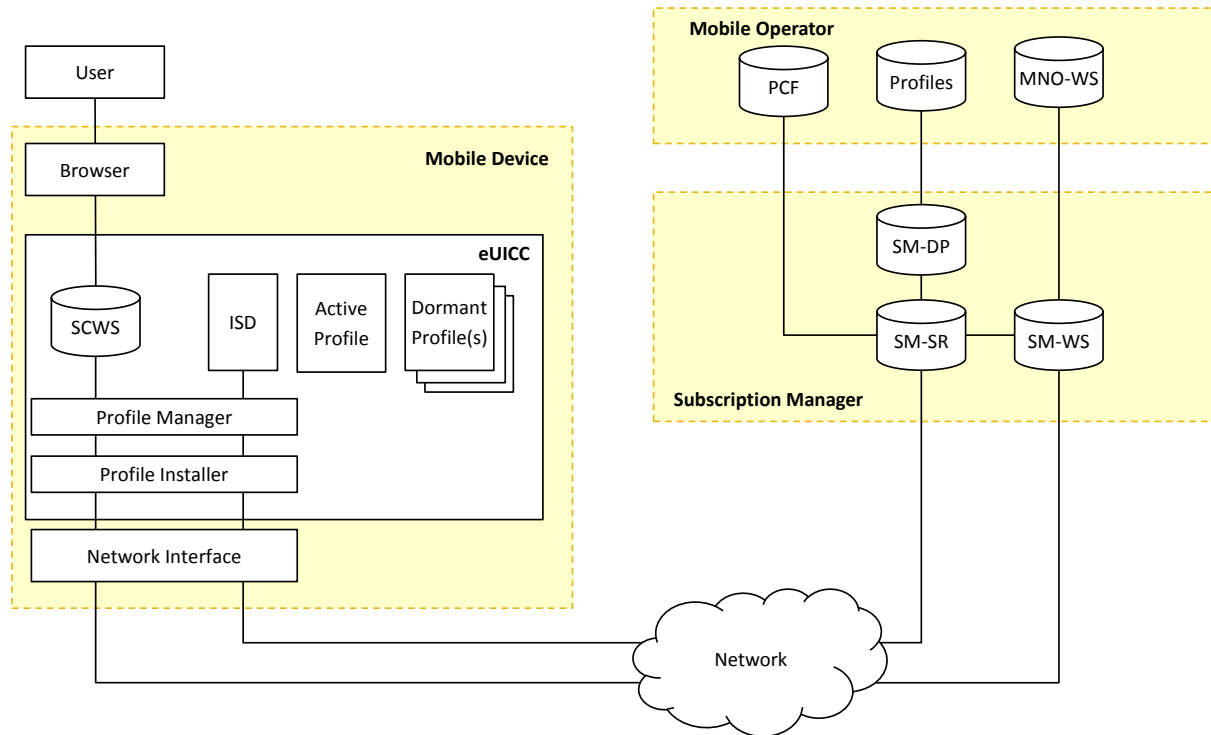 User
Mobile Device
Browser
eUICC
SCWS
ISD
Active
Profile
Dormant
Profile(s)
Profile Manager
Profile Installer
Network Interface
Mobile Operator
PCF
Profiles
MNO-WS
SM-DP
SM-SR
SM-WS
Subscription Manager
Network